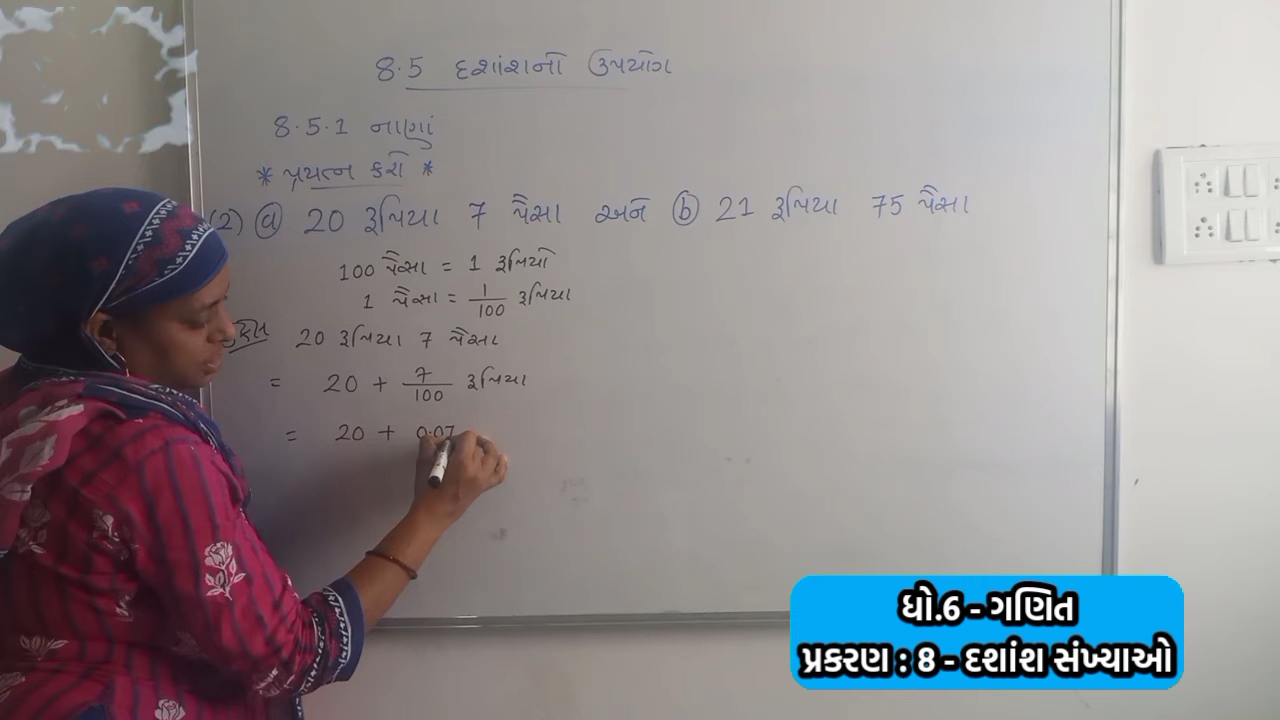 8.5 દશાંશનો ઉપયોગ
8.5.1 નાણાં
* પ્રયત્ન કરો *
(2) ⓐ 20 રૂપિયા 7 પૈસા અને ⓑ 21 રૂપિયા 75 પૈસા
100 પૈસા = 1 રૂપિયો
1 પૈસા = 1/100 રૂપિયા
20 રૂપિયા 7 પૈસા
= 20 + 7/100 રૂપિયા
= 20 + 0.07
ધો.6 - ગણિત
પ્રકરણ : 8 - દશાંશ સંખ્યાઓ